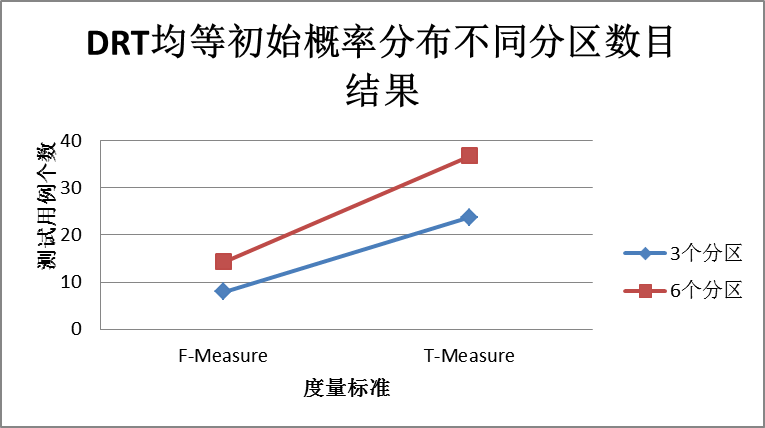 DRT均等初始概率分布不同分区数目
结果
测试用例个数
40
30
20
10
0
F-Measure
T-Measure
度量标准
3个分区
6个分区